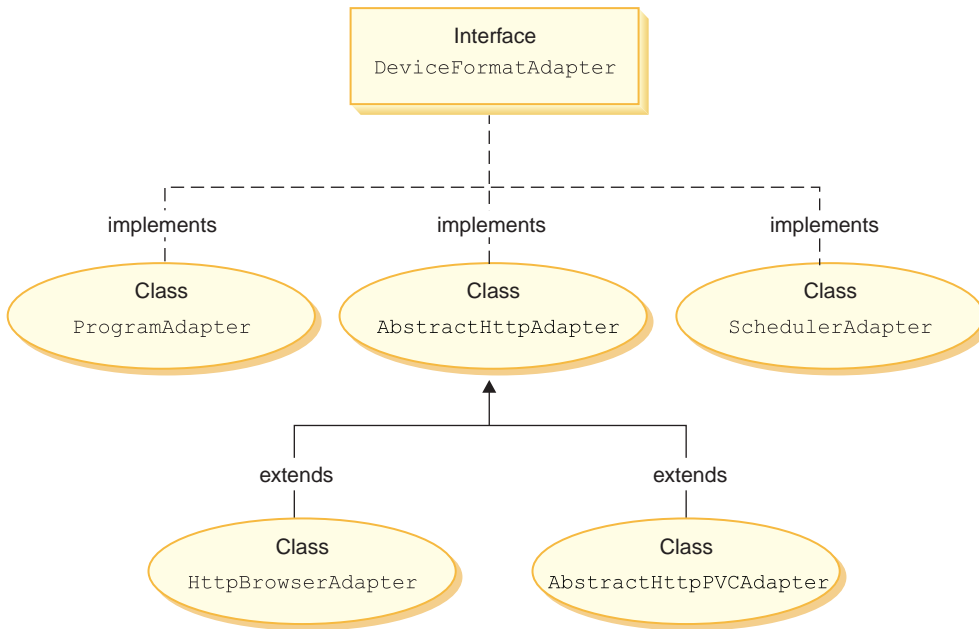 Interface
DeviceFormatAdapter
implements
implements
implements
Class
ProgramAdapter
Class
AbstractHttpAdapter
Class
SchedulerAdapter
extends
extends
Class
HttpBrowserAdapter
Class
AbstractHttpPVCAdapter